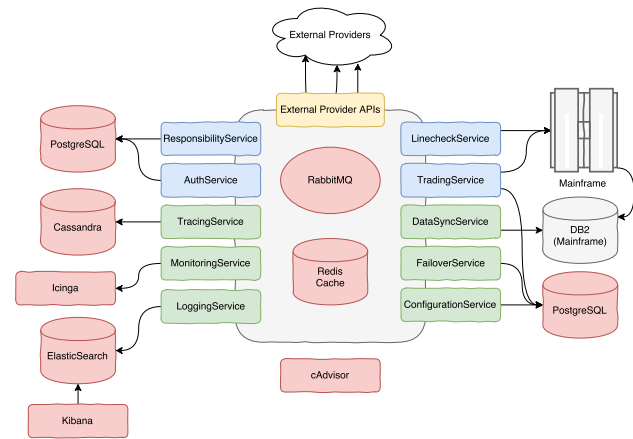 External Providers
External Provider APIs
PostgreSQL
ResponsibilityService
AuthService
Cassandra
TracingService
Icinga
MonitoringService
LoggingService
ElasticSearch
Kibana
RabbitMQ
Redis
Cache
cAdvisor
LinecheckService
TradingService
DataSyncService
FailoverService
ConfigurationService
Mainframe
DB2
(Mainframe)
PostgreSQL